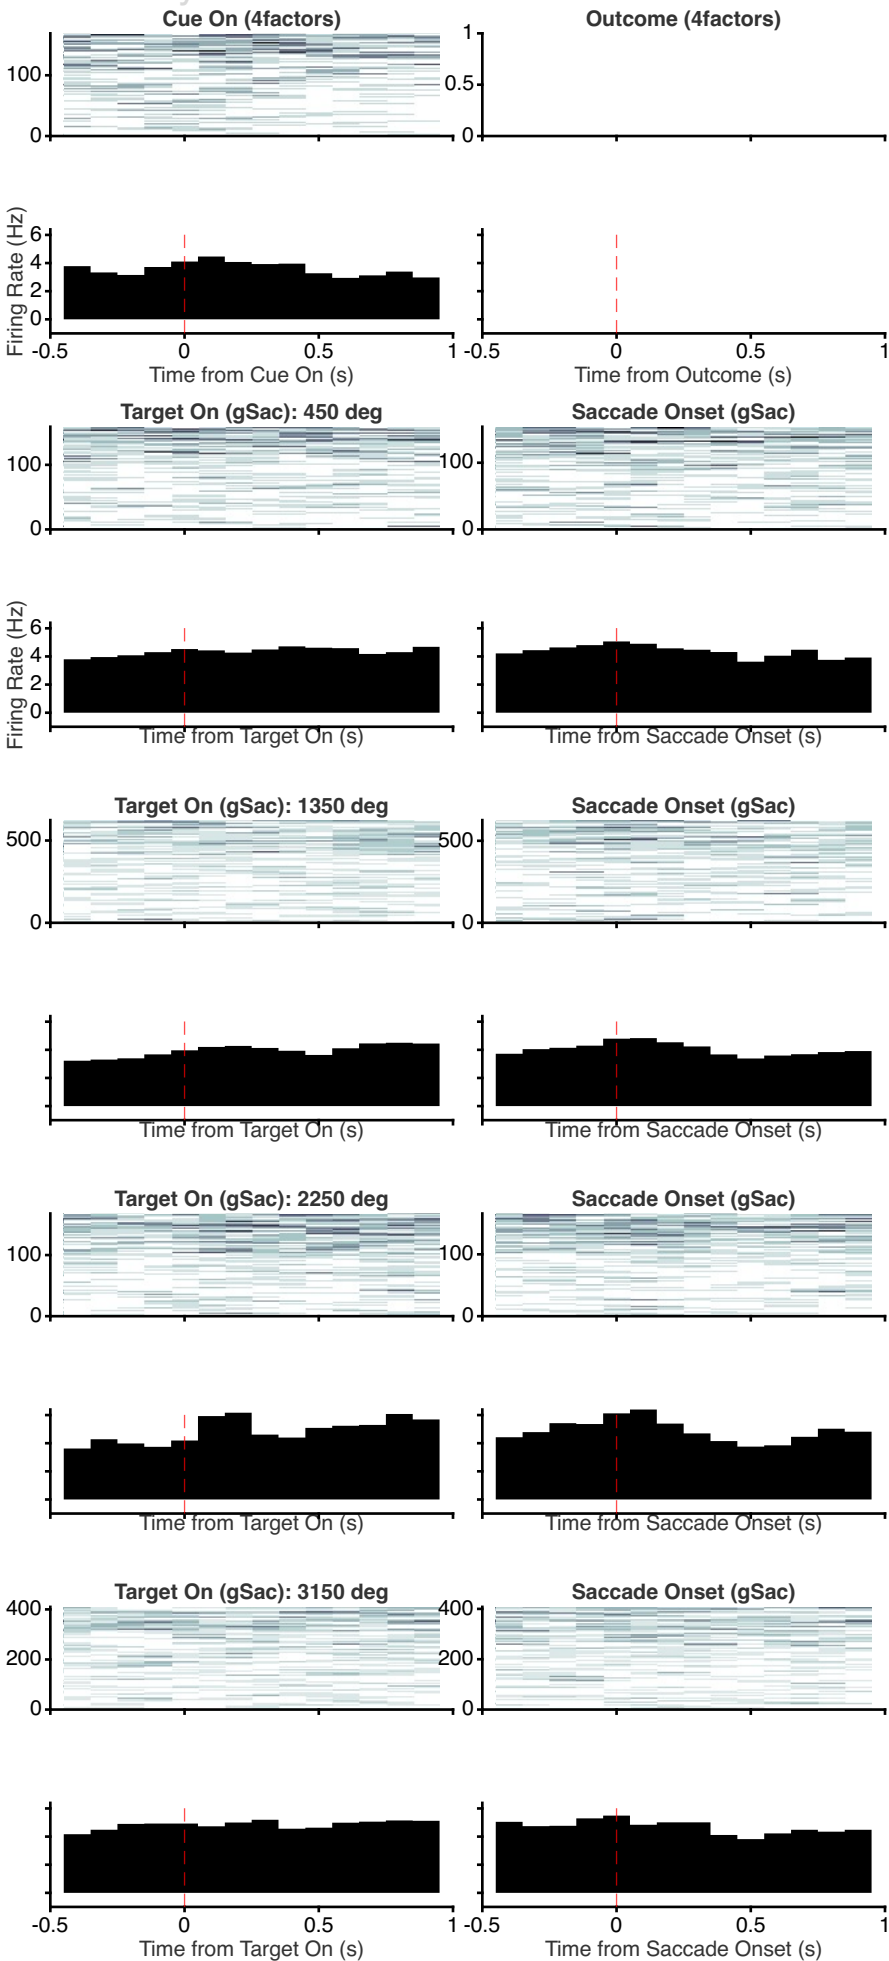 Cue On (4factors)
Outcome (4factors)
100
0
1
0.5
0
Firing Rate (Hz)
6
4
2
0
-0.5 0 0.5 1
Time from Cue On (s)
-0.5 0 0.5 1
Time from Outcome (s)
Target On (gSac): 450 deg
Saccade Onset (gSac)
100
0
100
0
Firing Rate (Hz)
6
4
2
0
Time from Target On (s)
Time from Saccade Onset (s)
Target On (gSac): 1350 deg
Saccade Onset (gSac)
500
0
500
0
Time from Target On (s)
Time from Saccade Onset (s)
Target On (gSac): 2250 deg
Saccade Onset (gSac)
100
0
100
0
Time from Target On (s)
Time from Saccade Onset (s)
Target On (gSac): 3150 deg
Saccade Onset (gSac)
400
200
0
400
200
0
-0.5 0 0.5 1
Time from Target On (s)
-0.5 0 0.5 1
Time from Saccade Onset (s)